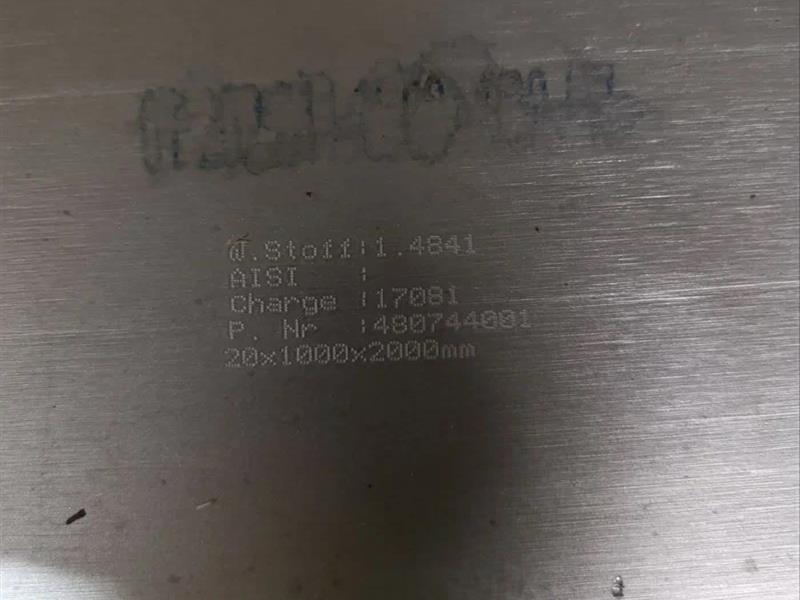 W.Stoff:1.4841
AISI :
Charge :17081
P. Nr :480744001
20x1000x2000mm